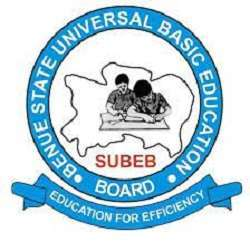 • BENUE STATE UNIVERSAL BASIC EDUCATION •
BOARD
SUBEB
EDUCATION FOR EFFICIENCY